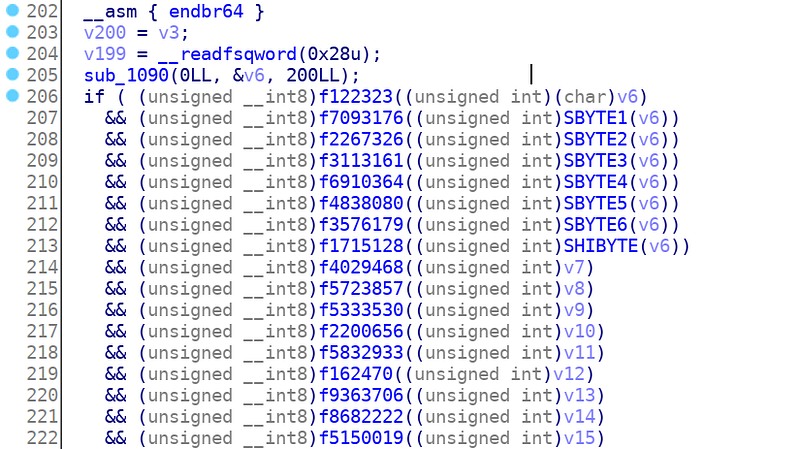 202 __asm { endbr64 }
203 v200 = v3;
204 v199 = __readfsqword(0x28u);
205 sub_1090(0LL, &v6, 200LL);
206 if ( (unsigned __int8)f122323((unsigned int)(char)v6)
207 && (unsigned __int8)f7093176((unsigned int)SBYTE1(v6))
208 && (unsigned __int8)f2267326((unsigned int)SBYTE2(v6))
209 && (unsigned __int8)f3113161((unsigned int)SBYTE3(v6))
210 && (unsigned __int8)f6910364((unsigned int)SBYTE4(v6))
211 && (unsigned __int8)f4838080((unsigned int)SBYTE5(v6))
212 && (unsigned __int8)f3576179((unsigned int)SBYTE6(v6))
213 && (unsigned __int8)f1715128((unsigned int)SHIBYTE(v6))
214 && (unsigned __int8)f4029468((unsigned int)v7)
215 && (unsigned __int8)f5723857((unsigned int)v8)
216 && (unsigned __int8)f5333530((unsigned int)v9)
217 && (unsigned __int8)f2200656((unsigned int)v10)
218 && (unsigned __int8)f5832933((unsigned int)v11)
219 && (unsigned __int8)f162470((unsigned int)v12)
220 && (unsigned __int8)f9363706((unsigned int)v13)
221 && (unsigned __int8)f8682222((unsigned int)v14)
222 && (unsigned __int8)f5150019((unsigned int)v15)